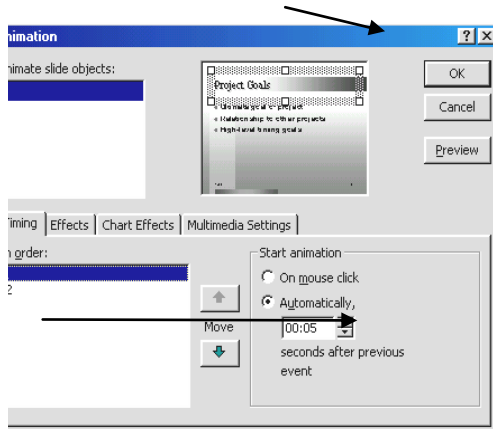 nimation
nimate slide objects:
Project Goals
Relationship to other projects
High-level timing goals
OK
Cancel
Preview
Timing
Effects
Chart Effects
Multimedia Settings
n order:
2
Move
Start animation
On mouse click
Automatically,
00:05
seconds after previous
event